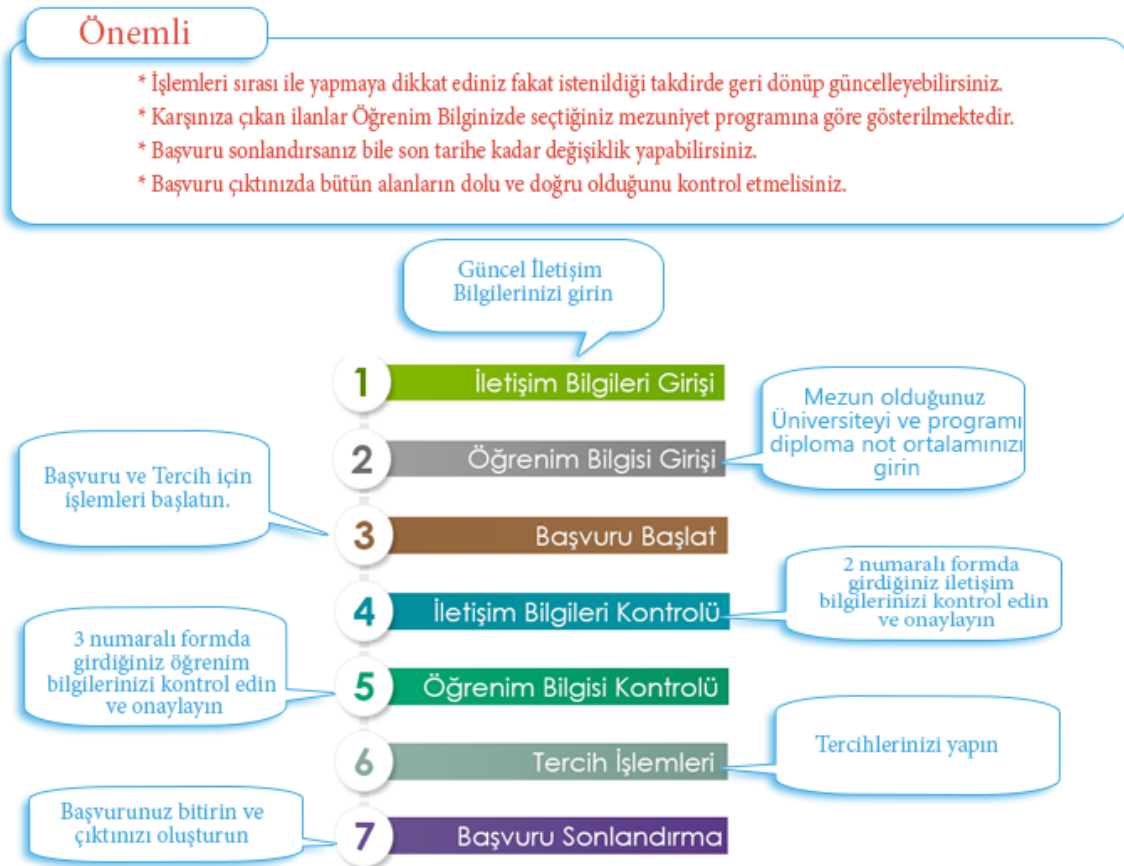 Önemli
* İşlemleri sırası ile yapmaya dikkat ediniz fakat istenildiği takdirde geri dönüp güncelleyebilirsiniz.
* Karşınıza çıkan ilanlar Öğrenim Bilginizde seçtiğiniz mezuniyet programına göre gösterilmektedir.
* Başvuru sonlandırsanız bile son tarihe kadar değişiklik yapabilirsiniz.
* Başvuru çıktınızda bütün alanların dolu ve doğru olduğunu kontrol etmelisiniz.
Güncel İletişim
Bilgilerinizi girin
1 İletişim Bilgileri Girişi
Mezun olduğunuz
Üniversiteyi ve programı
diploma not ortalamınızı
girin
2 Öğrenim Bilgisi Girişi
Başvuru ve Tercih için
işlemleri başlatın.
3 Başvuru Başlat
2 numaralı formda
girdiğiniz iletişim
bilgilerinizi kontrol edin
ve onaylayın
4 İletişim Bilgileri Kontrolü
3 numaralı formda
girdiğiniz öğrenim
bilgilerinizi kontrol edin
ve onaylayın
5 Öğrenim Bilgisi Kontrolü
Tercihlerinizi yapın
6 Tercih İşlemleri
Başvurunuz bitirin ve
çıktınızı oluşturun
7 Başvuru Sonlandırma